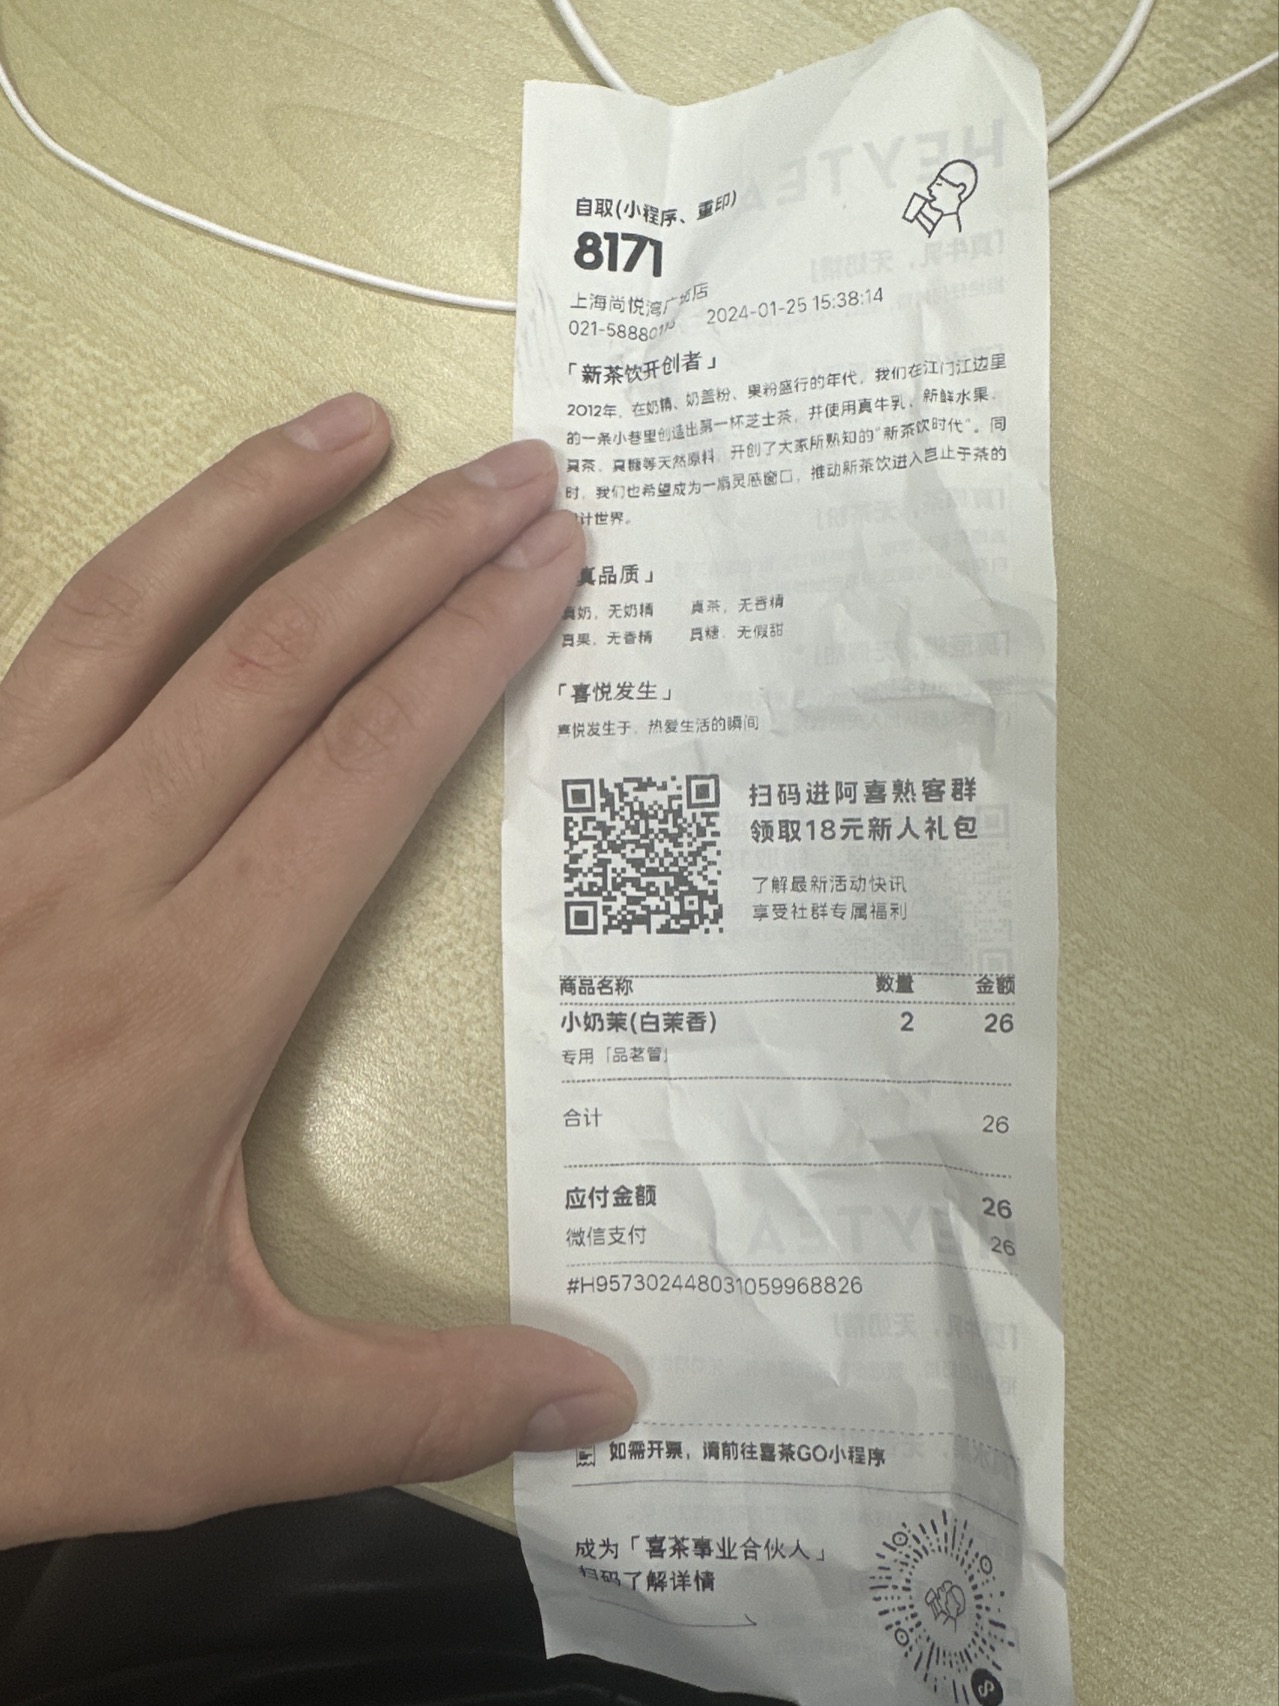 自取(小程序、重印)
8171
上海尚悦湾广场店
021-58880 2024-01-25 15:38:14
「新茶饮开创者」
2012年，在奶精、奶盖粉、果粉盛行的年代，我们在江门江边里
的一条小巷里创造出第一杯芝士茶，并使用真牛乳、新鲜水果、
真茶、真糖等天然原料，开创了大家所熟知的“新茶饮时代”。同
时，我们也希望成为一扇灵感窗口，推动新茶饮进入岂止于茶的
计世界。
真品质」
真奶，无奶精 真茶，无香精
真果，无香精 真糖，无假甜
「喜悦发生」
喜悦发生于，热爱生活的瞬间
扫码进阿喜熟客群
领取18元新人礼包
了解最新活动快讯
享受社群专属福利
商品名称 数量 金额
小奶茉(白茉香) 2 26
专用「品茗管」
合计 26
应付金额 26
微信支付 26
#H957302448031059968826
如需开票，请前往喜茶GO小程序
成为「喜茶事业合伙人」
扫码了解详情